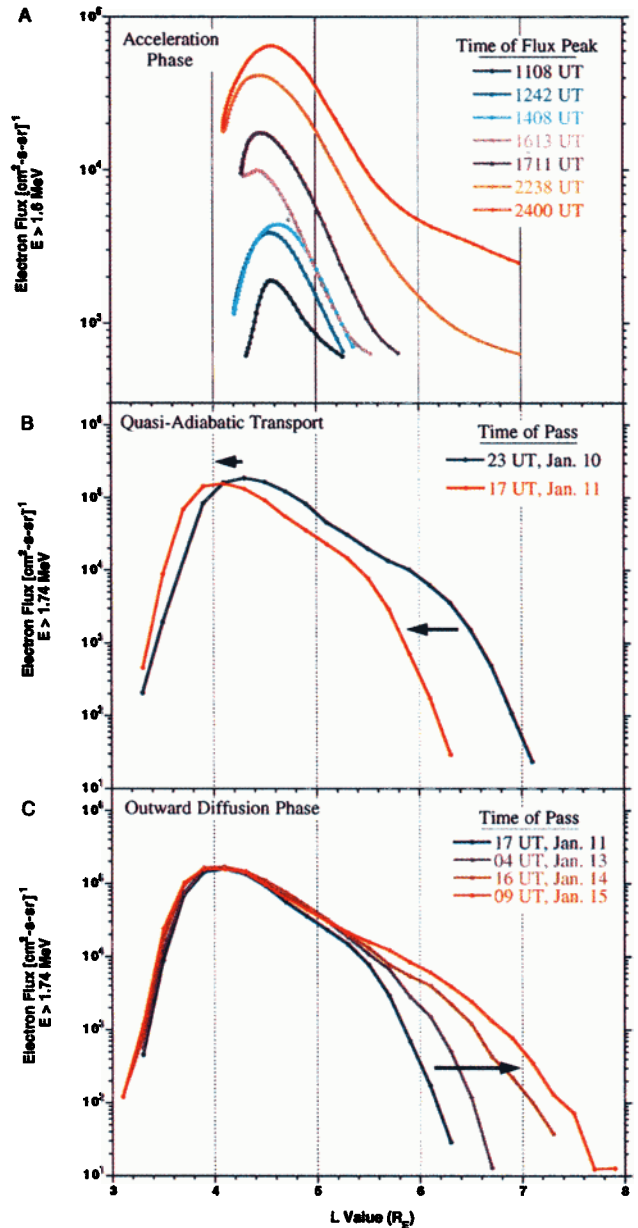 A
Acceleration
Phase
Time of Flux Peak
1108 UT
1242 UT
1408 UT
1613 UT
1711 UT
2238 UT
2400 UT
10⁵
10⁴
10³
Electron Flux [cm²-s-sr]⁻¹
E > 1.6 MeV
B
Quasi-Adiabatic Transport
Time of Pass
23 UT, Jan. 10
17 UT, Jan. 11
10⁶
10⁵
10⁴
10³
10²
10¹
Electron Flux [cm²-s-sr]⁻¹
E > 1.74 MeV
C
Outward Diffusion Phase
Time of Pass
17 UT, Jan. 11
04 UT, Jan. 13
16 UT, Jan. 14
09 UT, Jan. 15
10⁶
10⁵
10⁴
10³
10²
10¹
Electron Flux [cm²-s-sr]⁻¹
E > 1.74 MeV
3 4 5 6 7 8
L Value (R_E)